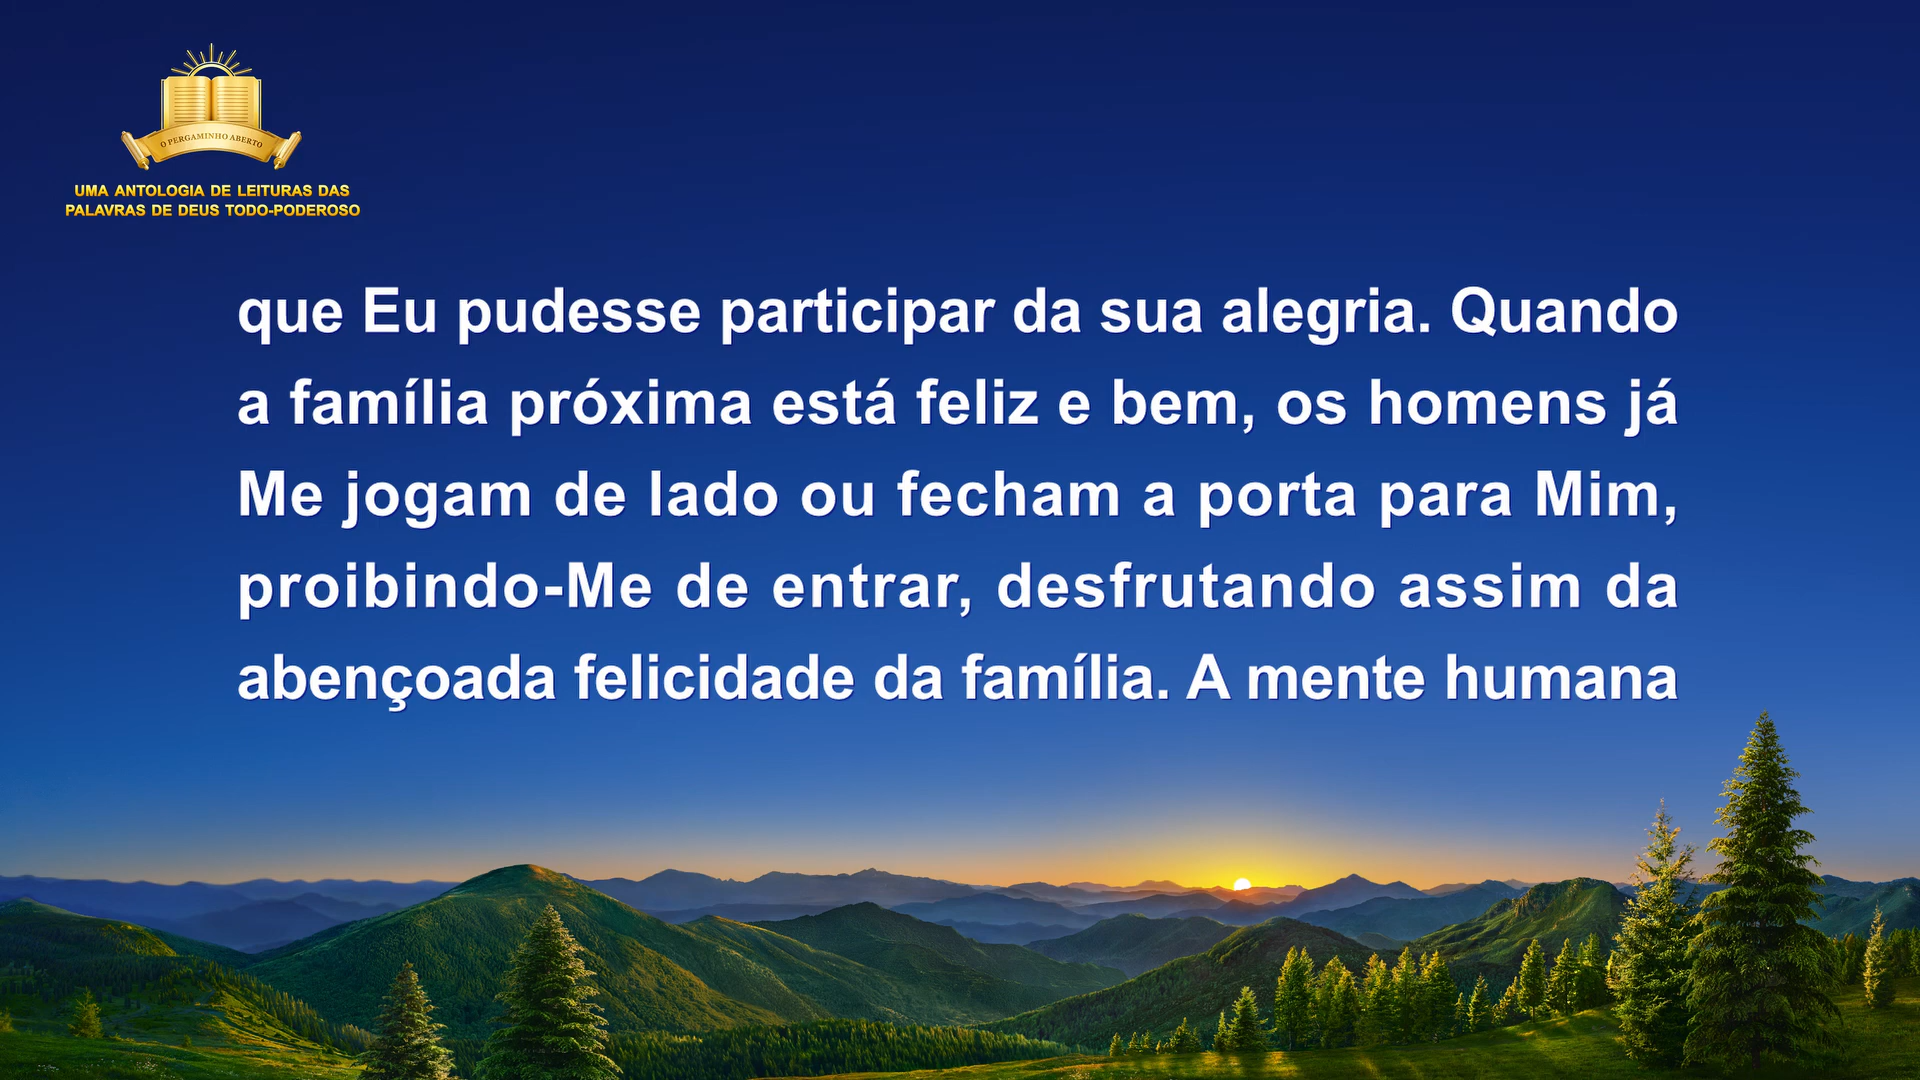 O PERGAMINHO ABERTO
UMA ANTOLOGIA DE LEITURAS DAS
PALAVRAS DE DEUS TODO-PODEROSO
que Eu pudesse participar da sua alegria. Quando
a família próxima está feliz e bem, os homens já
Me jogam de lado ou fecham a porta para Mim,
proibindo-Me de entrar, desfrutando assim da
abençoada felicidade da família. A mente humana